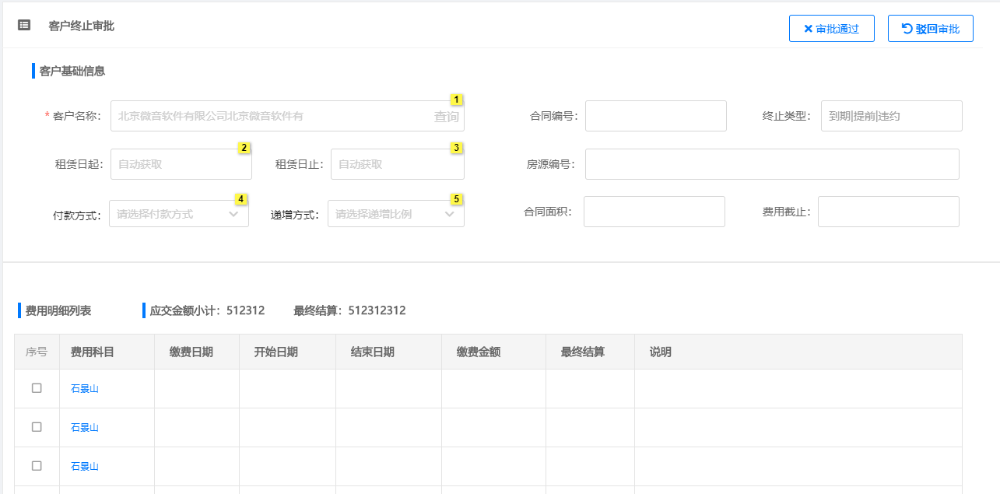 客户终止审批
审批通过
驳回审批
客户基础信息
1
* 客户名称: 北京微音软件有限公司北京微音软件有 查询
合同编号:
终止类型: 到期|提前|违约
2
3
租赁日起: 自动获取
租赁日止: 自动获取
房源编号:
4
5
付款方式: 请选择付款方式
递增方式: 请选择递增比例
合同面积:
费用截止:
费用明细列表
应交金额小计: 512312
最终结算: 512312312
序号 费用科目 缴费日期 开始日期 结束日期 缴费金额 最终结算 说明
石景山
石景山
石景山